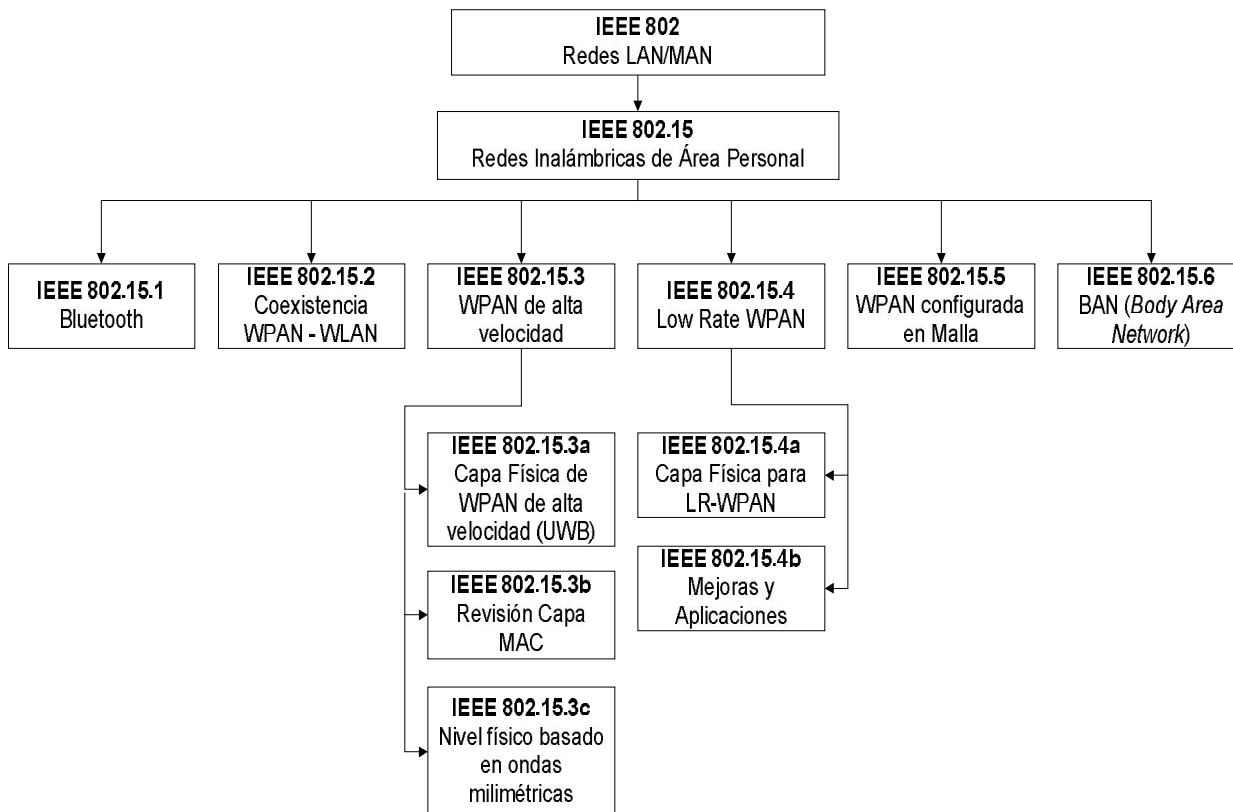 IEEE 802
Redes LAN/MAN
IEEE 802.15
Redes Inalámbricas de Área Personal
IEEE 802.15.1
Bluetooth
IEEE 802.15.2
Coexistencia
WPAN - WLAN
IEEE 802.15.3
WPAN de alta
velocidad
IEEE 802.15.4
Low Rate WPAN
IEEE 802.15.5
WPAN configurada
en Malla
IEEE 802.15.6
BAN (Body Area
Network)
IEEE 802.15.3a
Capa Física de
WPAN de alta
velocidad (UWB)
IEEE 802.15.3b
Revisión Capa
MAC
IEEE 802.15.3c
Nivel físico basado
en ondas
milimétricas
IEEE 802.15.4a
Capa Física para
LR-WPAN
IEEE 802.15.4b
Mejoras y
Aplicaciones